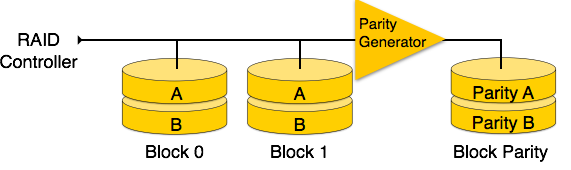 RAID
Controller
Parity
Generator
A
B
Block 0
A
B
Block 1
Parity A
Parity B
Block Parity